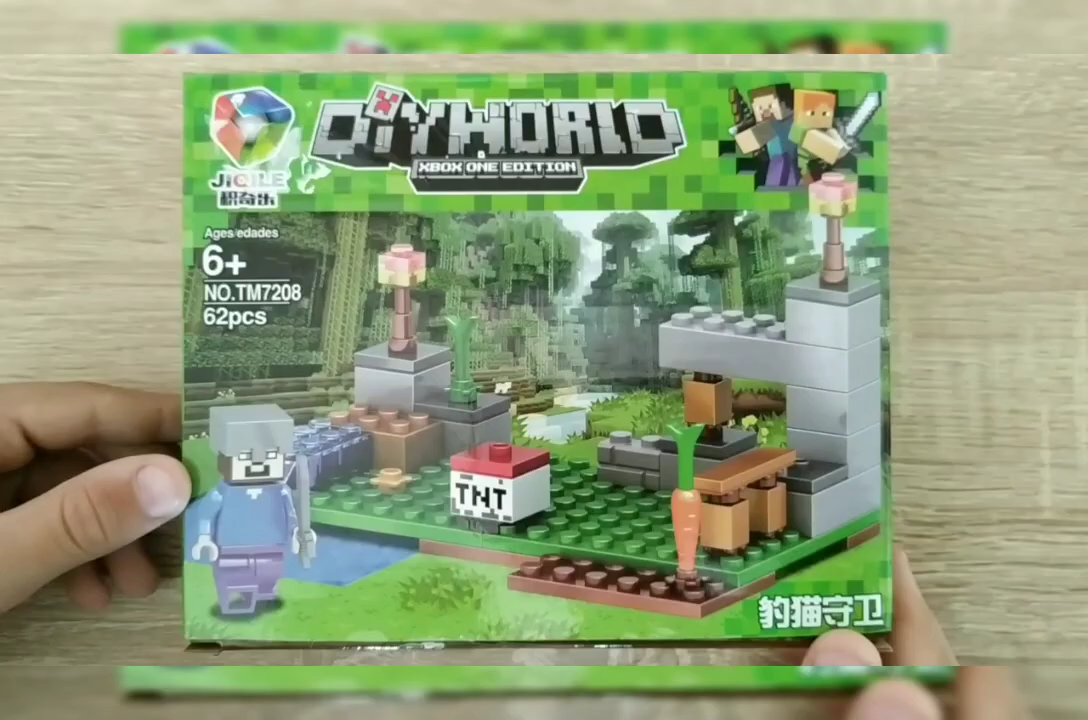 DIYWORLD
XBOX ONE EDITION
JIQILE
积奇乐
Ages edades
6+
NO.TM7208
62pcs
TNT
豹猫守卫